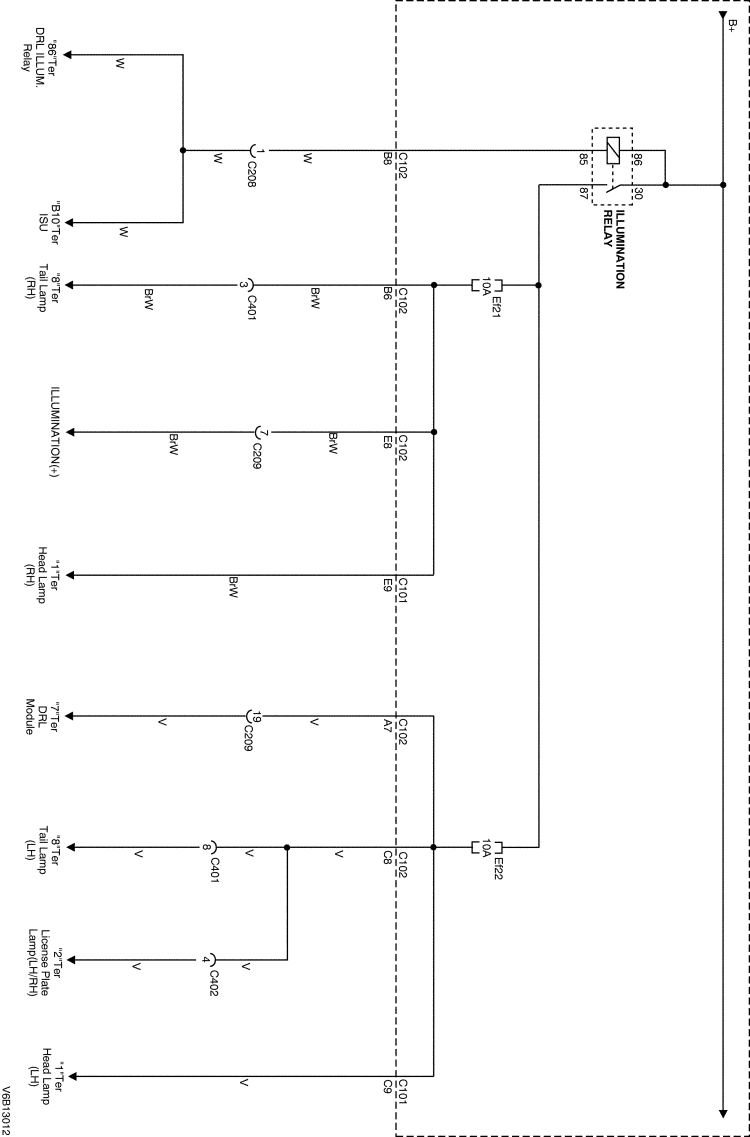 B+
86
30
85
87
ILLUMINATION
RELAY
Ef21
10A
Ef22
10A
C102
B8
C102
B6
C102
E8
C101
E9
C102
A7
C102
C8
C101
C9
W
BrW
BrW
V
V
1
C208
3
C401
7
C209
19
C209
8
C401
4
C402
W
V
V
W
W
BrW
BrW
BrW
V
V
V
V
"86"Ter
DRL ILLUM.
Relay
"B10"Ter
ISU
"8"Ter
Tail Lamp
(RH)
ILLUMINATION(+)
"1"Ter
Head Lamp
(RH)
"7"Ter
DRL
Module
"8"Ter
Tail Lamp
(LH)
"2"Ter
License Plate
Lamp(LH/RH)
"1"Ter
Head Lamp
(LH)
V6B13012